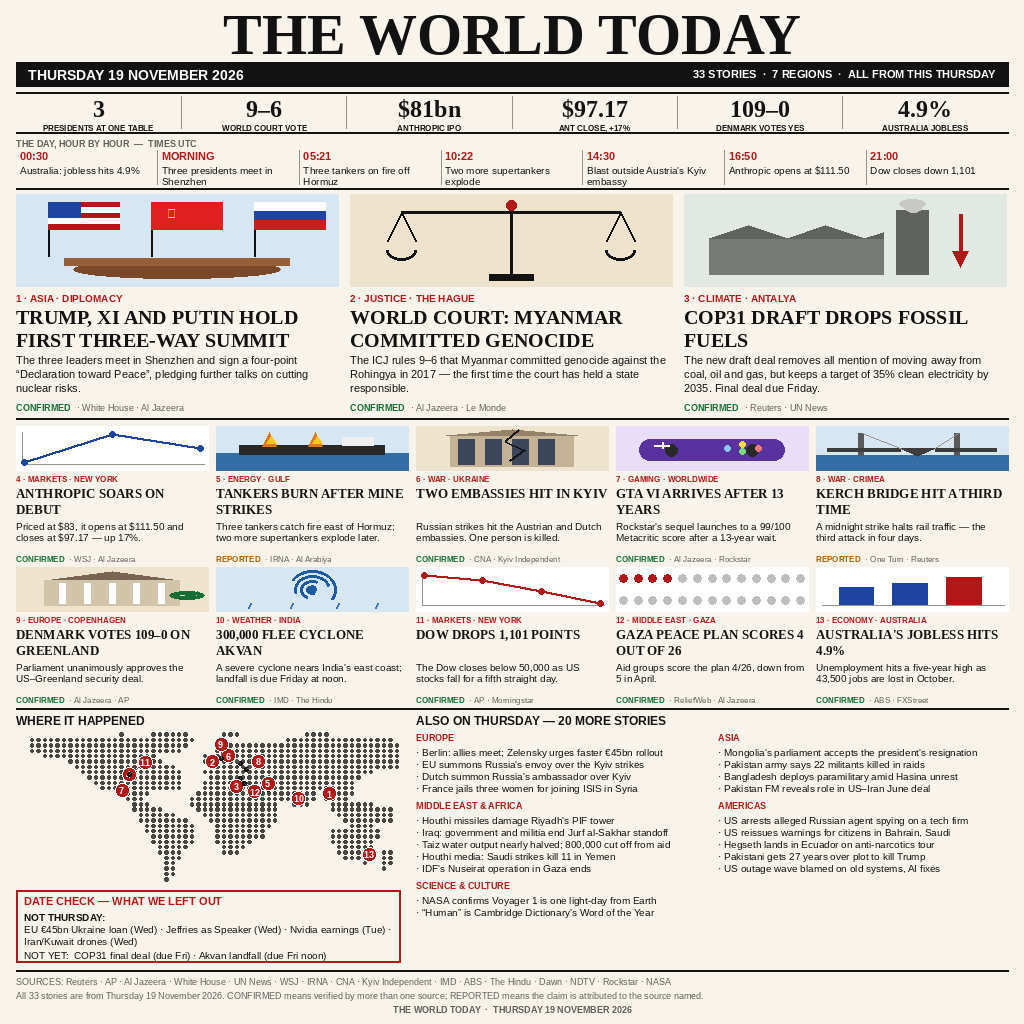 THE WORLD TODAY
THURSDAY 19 NOVEMBER 2026
33 STORIES · 7 REGIONS · ALL FROM THIS THURSDAY
3
PRESIDENTS AT ONE TABLE
9–6
WORLD COURT VOTE
$81bn
ANTHROPIC IPO
$97.17
ANT CLOSE, +17%
109–0
DENMARK VOTES YES
4.9%
AUSTRALIA JOBLESS
THE DAY, HOUR BY HOUR — TIMES UTC
00:30
Australia: jobless hits 4.9%
MORNING
Three presidents meet in
Shenzhen
05:21
Three tankers on fire off
Hormuz
10:22
Two more supertankers
explode
14:30
Blast outside Austria's Kyiv
embassy
16:50
Anthropic opens at $111.50
21:00
Dow closes down 1,101
1 · ASIA · DIPLOMACY
TRUMP, XI AND PUTIN HOLD
FIRST THREE-WAY SUMMIT
The three leaders meet in Shenzhen and sign a four-point
“Declaration toward Peace”, pledging further talks on cutting
nuclear risks.
CONFIRMED · White House · Al Jazeera
2 · JUSTICE · THE HAGUE
WORLD COURT: MYANMAR
COMMITTED GENOCIDE
The ICJ rules 9–6 that Myanmar committed genocide against the
Rohingya in 2017 — the first time the court has held a state
responsible.
CONFIRMED · Al Jazeera · Le Monde
3 · CLIMATE · ANTALYA
COP31 DRAFT DROPS FOSSIL
FUELS
The new draft deal removes all mention of moving away from
coal, oil and gas, but keeps a target of 35% clean electricity by
2035. Final deal due Friday.
CONFIRMED · Reuters · UN News
4 · MARKETS · NEW YORK
ANTHROPIC SOARS ON
DEBUT
Priced at $83, it opens at $111.50 and
closes at $97.17 — up 17%.
CONFIRMED · WSJ · Al Jazeera
5 · ENERGY · GULF
TANKERS BURN AFTER MINE
STRIKES
Three tankers catch fire east of Hormuz;
two more supertankers explode later.
REPORTED · IRNA · Al Arabiya
6 · WAR · UKRAINE
TWO EMBASSIES HIT IN KYIV
Russian strikes hit the Austrian and Dutch
embassies. One person is killed.
CONFIRMED · CNA · Kyiv Independent
7 · GAMING · WORLDWIDE
GTA VI ARRIVES AFTER 13
YEARS
Rockstar's sequel launches to a 99/100
Metacritic score after a 13-year wait.
CONFIRMED · Al Jazeera · Rockstar
8 · WAR · CRIMEA
KERCH BRIDGE HIT A THIRD
TIME
A midnight strike halts rail traffic — the
third attack in four days.
REPORTED · One Turn · Reuters
9 · EUROPE · COPENHAGEN
DENMARK VOTES 109–0 ON
GREENLAND
Parliament unanimously approves the
US–Greenland security deal.
CONFIRMED · Al Jazeera · AP
10 · WEATHER · INDIA
300,000 FLEE CYCLONE
AKVAN
A severe cyclone nears India's east coast;
landfall is due Friday at noon.
CONFIRMED · IMD · The Hindu
11 · MARKETS · NEW YORK
DOW DROPS 1,101 POINTS
The Dow closes below 50,000 as US
stocks fall for a fifth straight day.
CONFIRMED · AP · Morningstar
12 · MIDDLE EAST · GAZA
GAZA PEACE PLAN SCORES 4
OUT OF 26
Aid groups score the plan 4/26, down from
5 in April.
CONFIRMED · ReliefWeb · Al Jazeera
13 · ECONOMY · AUSTRALIA
AUSTRALIA'S JOBLESS HITS
4.9%
Unemployment hits a five-year high as
43,500 jobs are lost in October.
CONFIRMED · ABS · FXStreet
WHERE IT HAPPENED
9
2
6
8
11
7
3
12
5
10
1
13
DATE CHECK — WHAT WE LEFT OUT
NOT THURSDAY:
EU €45bn Ukraine loan (Wed) · Jeffries as Speaker (Wed) · Nvidia earnings (Tue) ·
Iran/Kuwait drones (Wed)
NOT YET: COP31 final deal (due Fri) · Akvan landfall (due Fri noon)
ALSO ON THURSDAY — 20 MORE STORIES
EUROPE
· Berlin: allies meet; Zelensky urges faster €45bn rollout
· EU summons Russia's envoy over the Kyiv strikes
· Dutch summon Russia's ambassador over Kyiv
· France jails three women for joining ISIS in Syria
MIDDLE EAST & AFRICA
· Houthi missiles damage Riyadh's PIF tower
· Iraq: government and militia end Jurf al-Sakhar standoff
· Taiz water output nearly halved; 800,000 cut off from aid
· Houthi media: Saudi strikes kill 11 in Yemen
· IDF's Nuseirat operation in Gaza ends
SCIENCE & CULTURE
· NASA confirms Voyager 1 is one light-day from Earth
· “Human” is Cambridge Dictionary's Word of the Year
ASIA
· Mongolia's parliament accepts the president's resignation
· Pakistan army says 22 militants killed in raids
· Bangladesh deploys paramilitary amid Hasina unrest
· Pakistan FM reveals role in US–Iran June deal
AMERICAS
· US arrests alleged Russian agent spying on a tech firm
· US reissues warnings for citizens in Bahrain, Saudi
· Hegseth lands in Ecuador on anti-narcotics tour
· Pakistani gets 27 years over plot to kill Trump
· US outage wave blamed on old systems, AI fixes
SOURCES: Reuters · AP · Al Jazeera · White House · UN News · WSJ · IRNA · CNA · Kyiv Independent · IMD · ABS · The Hindu · Dawn · NDTV · Rockstar · NASA
All 33 stories are from Thursday 19 November 2026. CONFIRMED means verified by more than one source; REPORTED means the claim is attributed to the source named.
THE WORLD TODAY · THURSDAY 19 NOVEMBER 2026